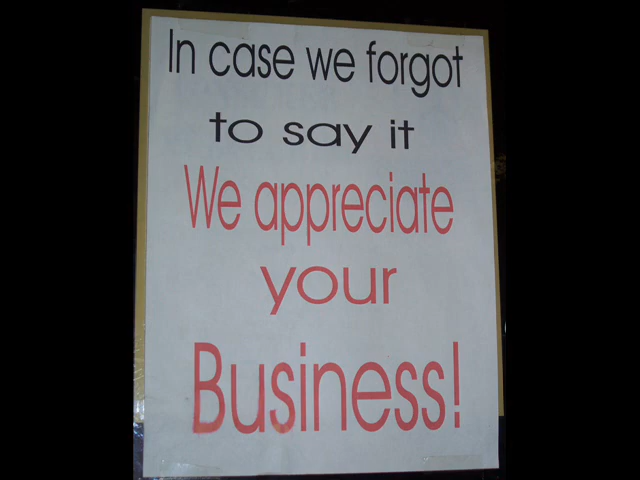 In case we forgot
to say it
We appreciate
your
Business!